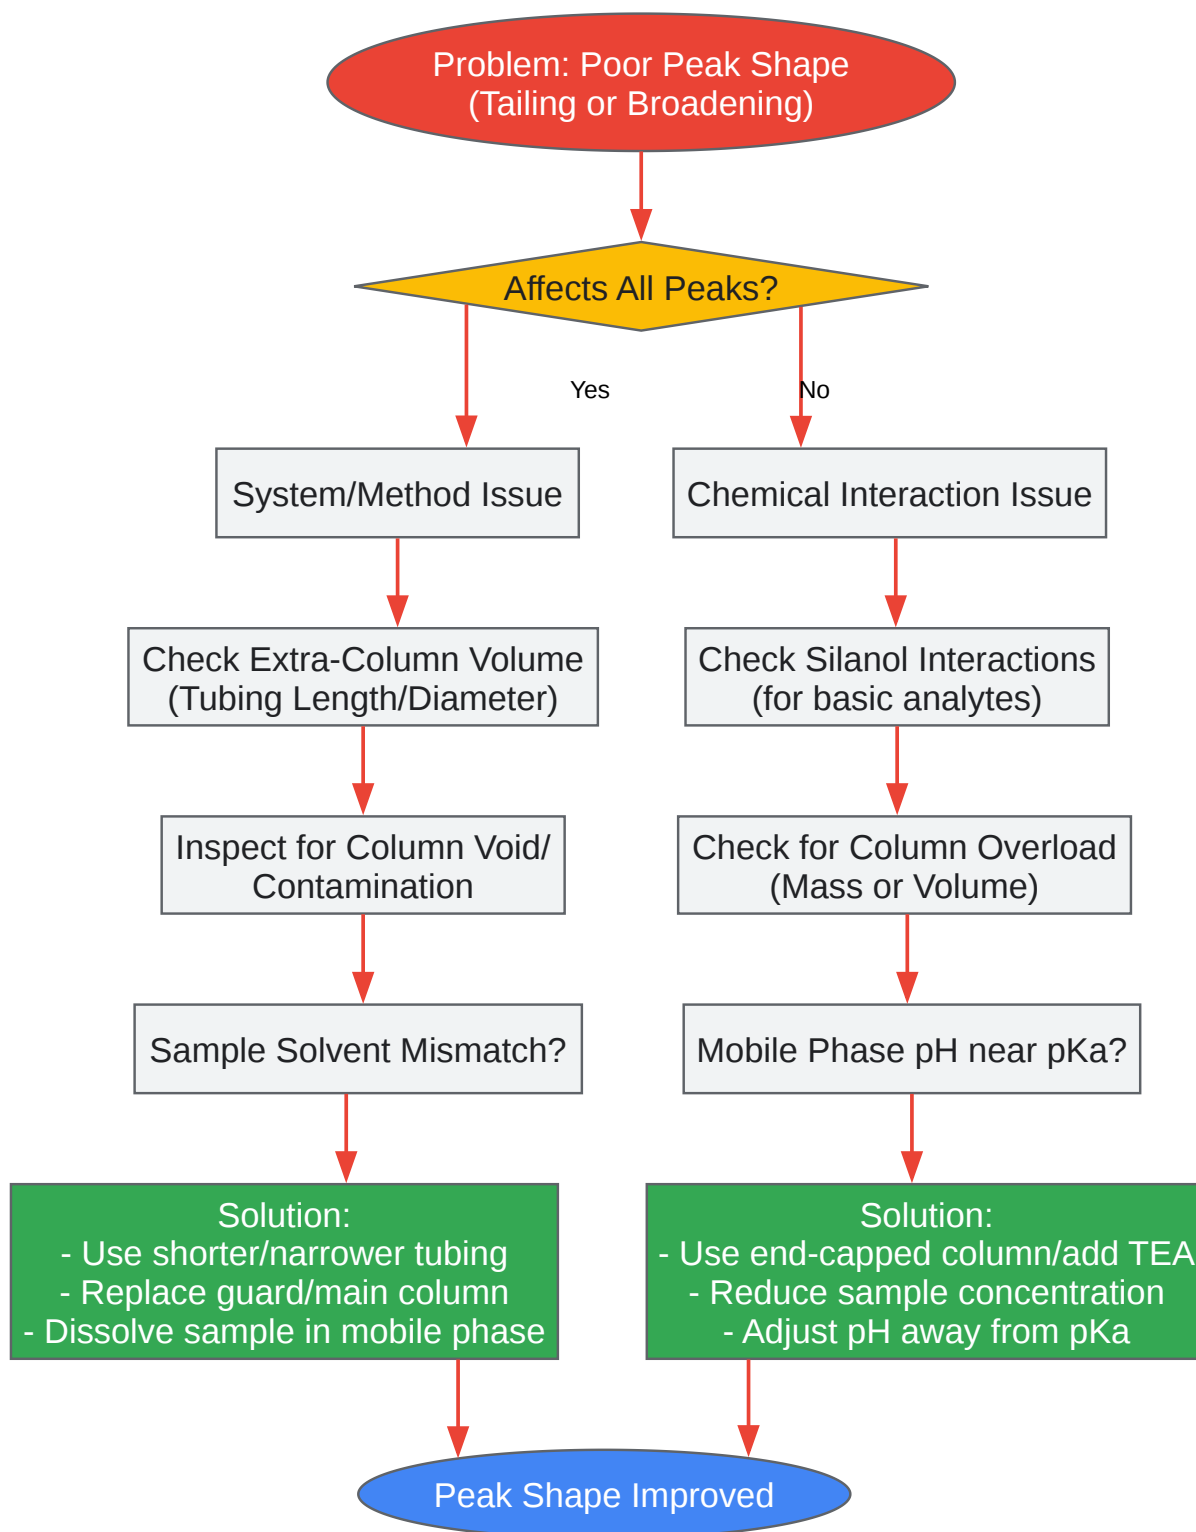 Problem: Poor Peak Shape
(Tailing or Broadening)
Affects All Peaks?
Yes
No
System/Method Issue
Chemical Interaction Issue
Check Extra-Column Volume
(Tubing Length/Diameter)
Check Silanol Interactions
(for basic analytes)
Inspect for Column Void/
Contamination
Check for Column Overload
(Mass or Volume)
Sample Solvent Mismatch?
Mobile Phase pH near pKa?
Solution:
- Use shorter/narrower tubing
- Replace guard/main column
- Dissolve sample in mobile phase
Solution:
- Use end-capped column/add TEA
- Reduce sample concentration
- Adjust pH away from pKa
Peak Shape Improved